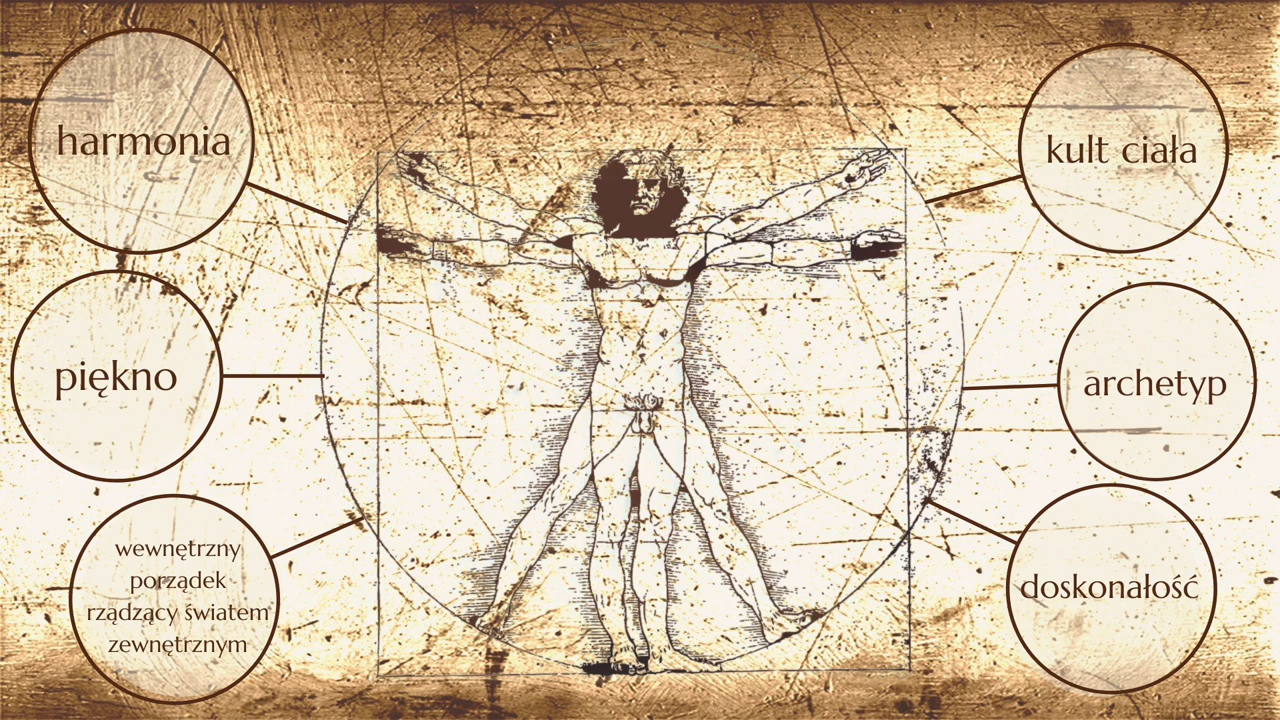 harmonia
kult ciała
piękno
archetyp
wewnętrzny
porządek
rządzący światem
zewnętrznym
doskonałość